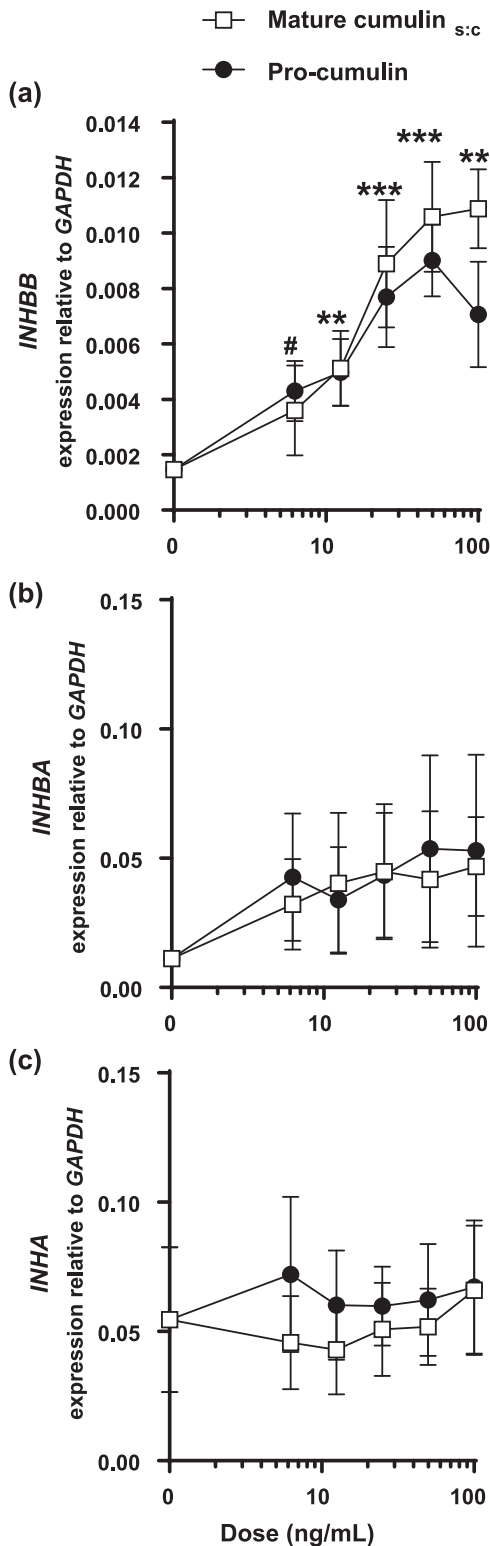 Mature cumulin s:c
Pro-cumulin
(a)
INHBB
expression relative to GAPDH
0.014
0.012
0.010
0.008
0.006
0.004
0.002
0.000
#
**
***
***
**
0
10
100
(b)
INHBA
expression relative to GAPDH
0.15
0.10
0.05
0.00
0
10
100
(c)
INHA
expression relative to GAPDH
0.15
0.10
0.05
0.00
0
10
100
Dose (ng/mL)